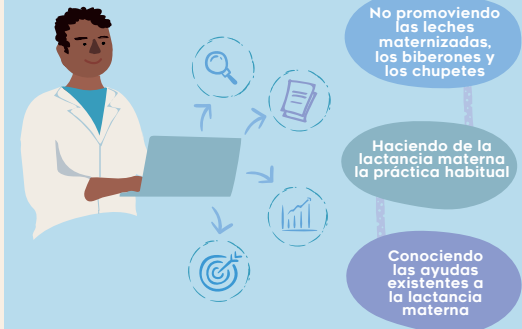 No promoviendo
las leches
maternizadas,
los biberones y
los chupetes
Haciendo de la
lactancia materna
la práctica habitual
Conociendo
las ayudas
existentes a
la lactancia
materna